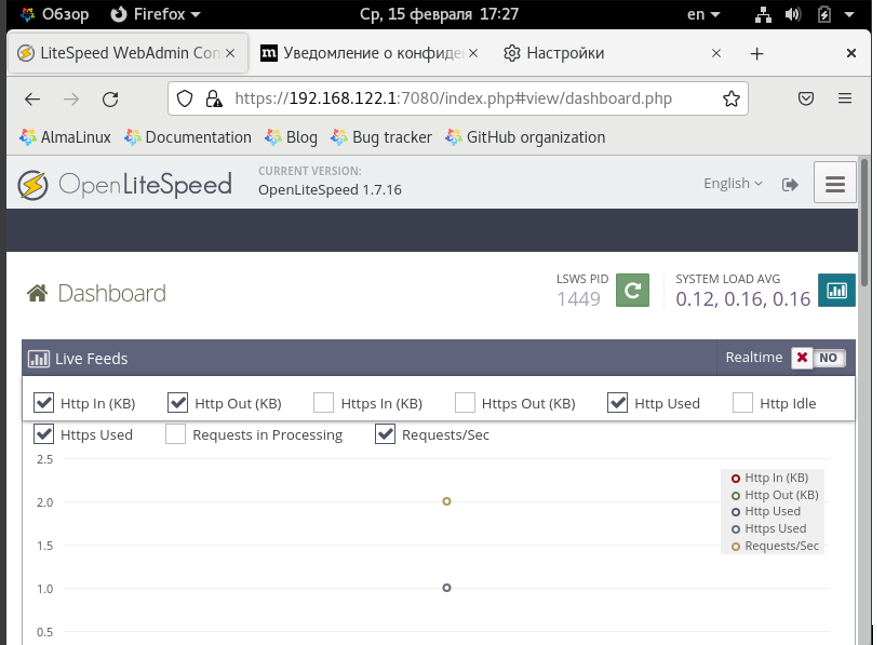 Обзор Firefox Ср, 15 февраля 17:27 en
LiteSpeed WebAdmin Con Уведомление о конфиден Настройки
https://192.168.122.1:7080/index.php#view/dashboard.php
AlmaLinux Documentation Blog Bug tracker GitHub organization
OpenLiteSpeed
CURRENT VERSION:
OpenLiteSpeed 1.7.16
English
Dashboard
LSWS PID
1449
SYSTEM LOAD AVG
0.12, 0.16, 0.16
Live Feeds Realtime NO
Http In (KB) Http Out (KB) Https In (KB) Https Out (KB) Http Used Http Idle
Https Used Requests in Processing Requests/Sec
2.5
2.0
1.5
1.0
0.5
Http In (KB)
Http Out (KB)
Http Used
Https Used
Requests/Sec